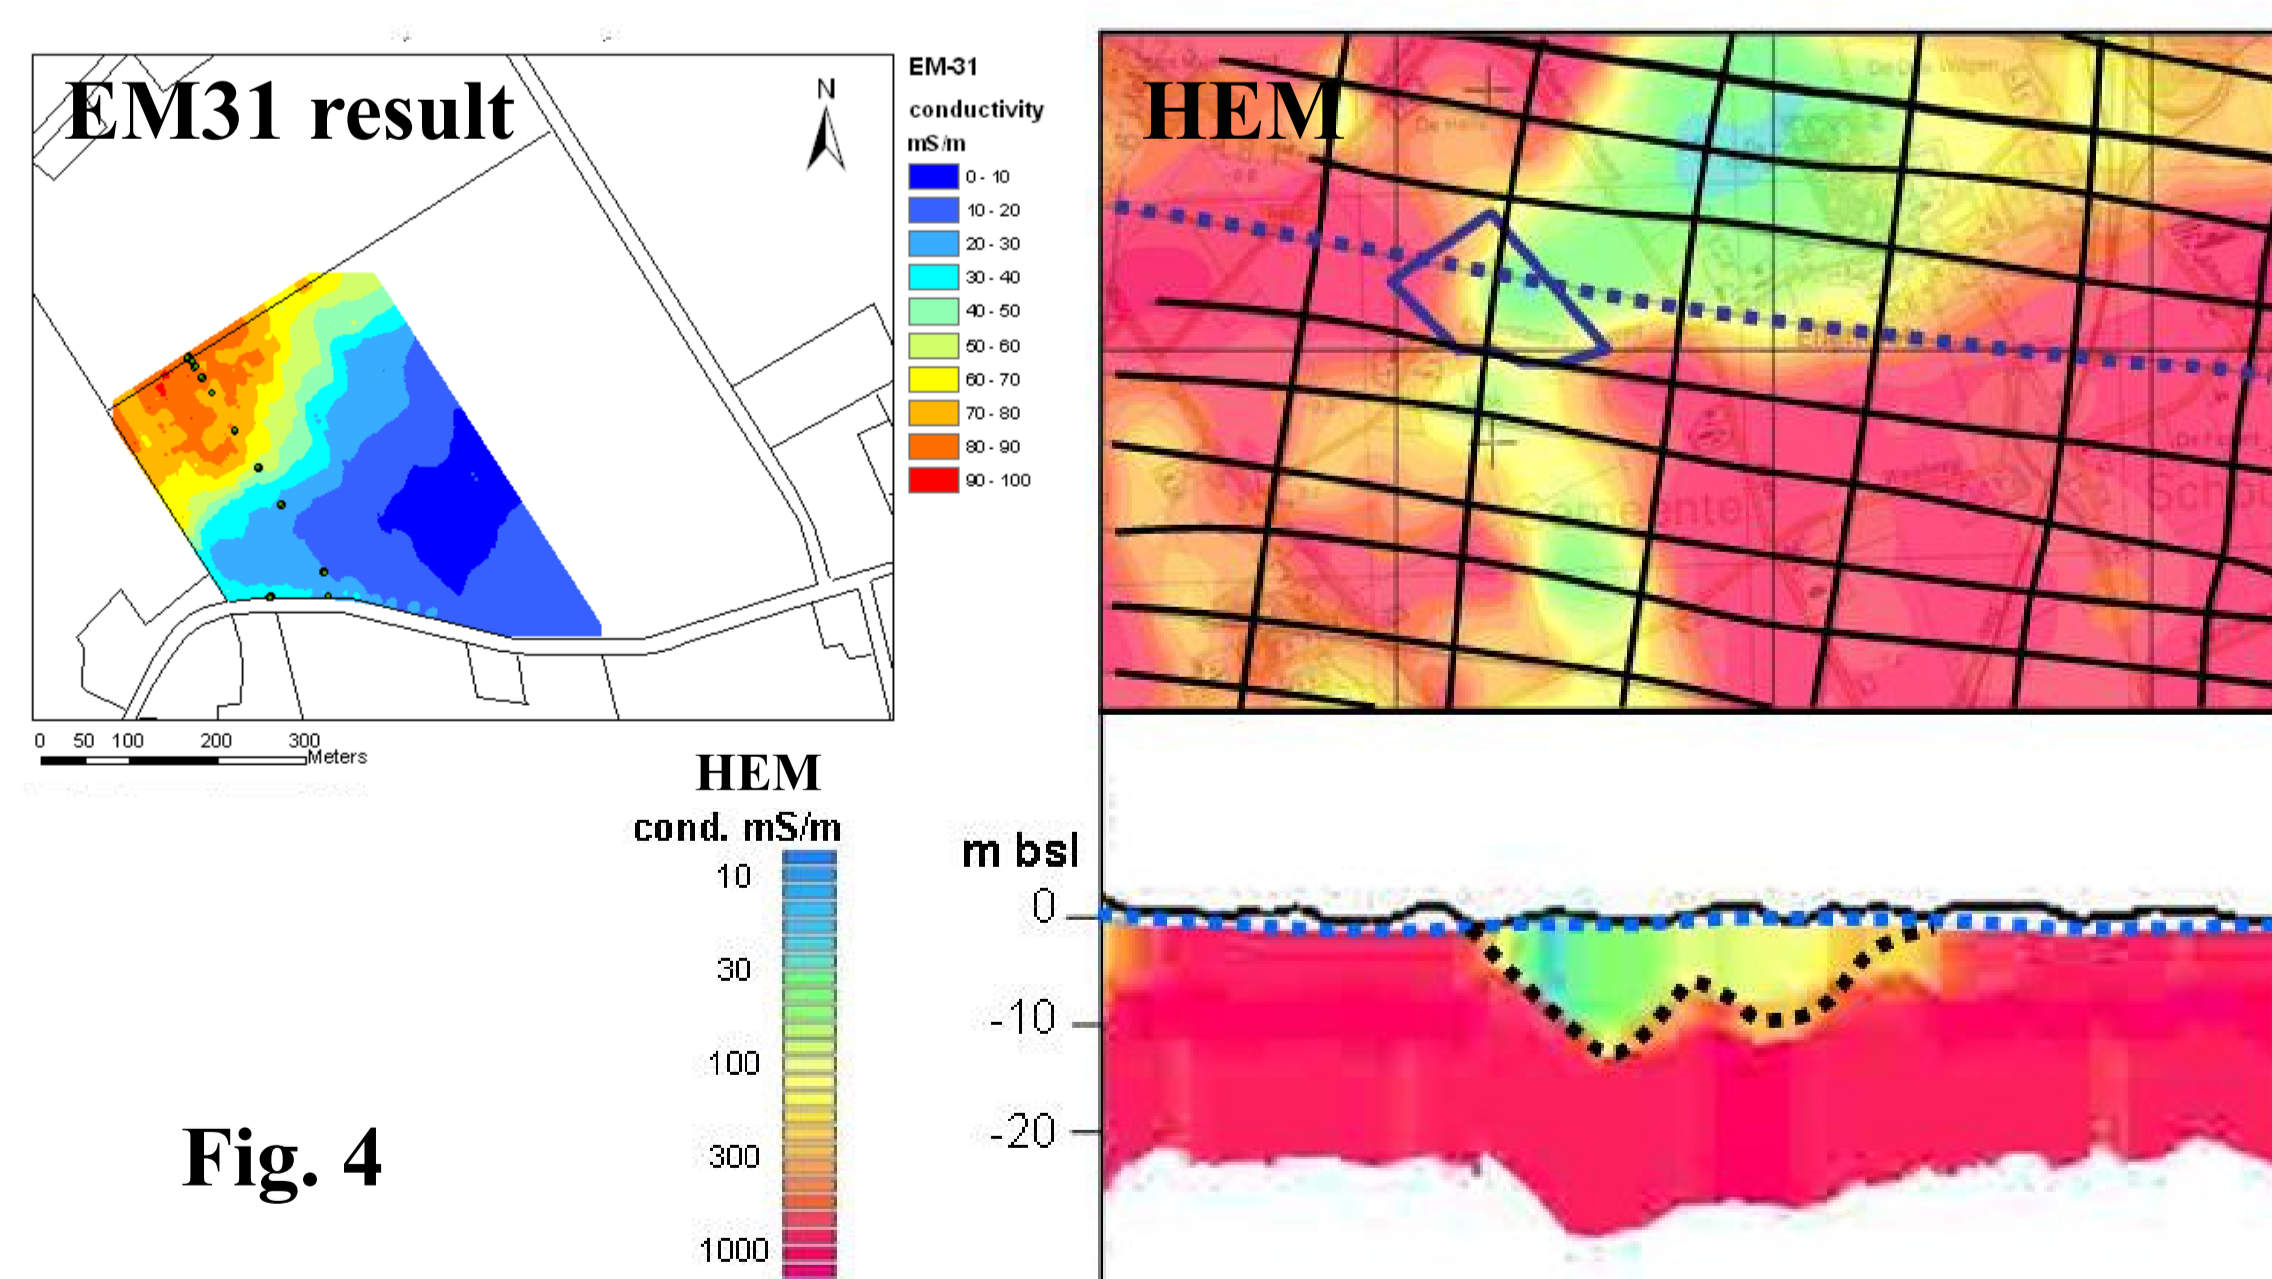 EM31 result
N
EM-31
conductivity
mS/m
0 - 10
10 - 20
20 - 30
30 - 40
40 - 50
50 - 60
60 - 70
70 - 80
80 - 90
90 - 100
0 50 100 200 300
Meters
HEM
Gemeente
Schou
HEM
cond. mS/m
10
30
100
300
1000
m bsl
0
-10
-20
Fig. 4